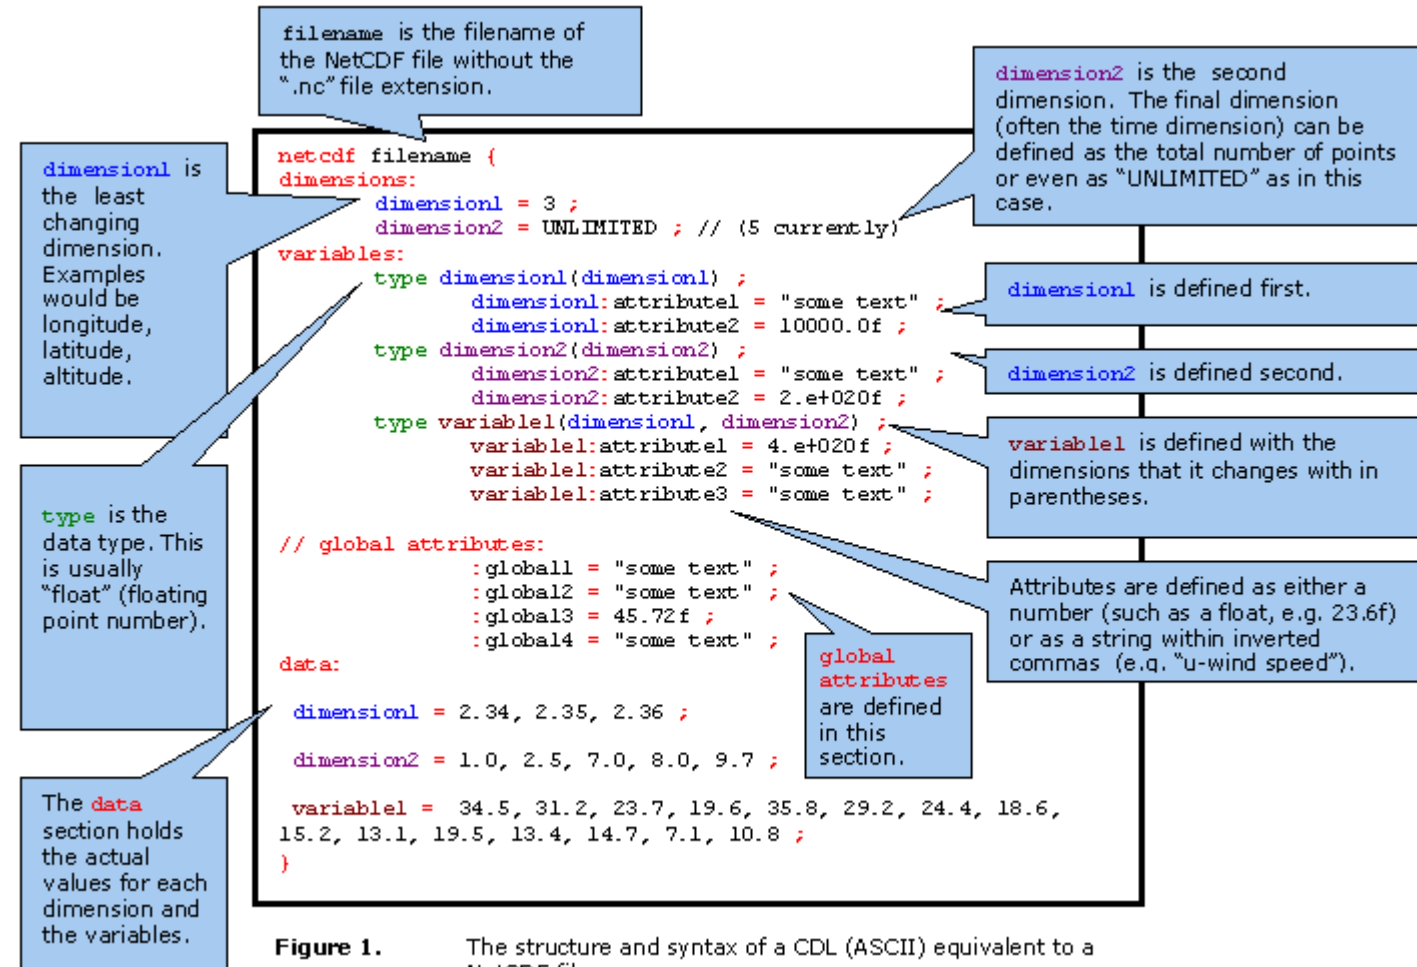 filename is the filename of
the NetCDF file without the
“.nc” file extension.
dimension1 is
the least
changing
dimension.
Examples
would be
longitude,
latitude,
altitude.
dimension2 is the second
dimension. The final dimension
(often the time dimension) can be
defined as the total number of points
or even as “UNLIMITED” as in this
case.
netcdf filename {
dimensions:
dimension1 = 3 ;
dimension2 = UNLIMITED ; // (5 currently)
variables:
type dimension1(dimension1) ;
dimension1:attribute1 = "some text" ;
dimension1:attribute2 = 10000.0f ;
type dimension2(dimension2) ;
dimension2:attribute1 = "some text" ;
dimension2:attribute2 = 2.e+020f ;
type variable1(dimension1, dimension2) ;
variable1:attribute1 = 4.e+020f ;
variable1:attribute2 = "some text" ;
variable1:attribute3 = "some text" ;
// global attributes:
:global1 = "some text" ;
:global2 = "some text" ;
:global3 = 45.72f ;
:global4 = "some text" ;
data:
dimension1 = 2.34, 2.35, 2.36 ;
dimension2 = 1.0, 2.5, 7.0, 8.0, 9.7 ;
variable1 = 34.5, 31.2, 23.7, 19.6, 35.8, 29.2, 24.4, 18.6,
15.2, 13.1, 19.5, 13.4, 14.7, 7.1, 10.8 ;
}
dimension1 is defined first.
dimension2 is defined second.
variable1 is defined with the
dimensions that it changes with in
parentheses.
Attributes are defined as either a
number (such as a float, e.g. 23.6f)
or as a string within inverted
commas (e.g. “u-wind speed”).
type is the
data type. This
is usually
“float” (floating
point number).
global
attributes
are defined
in this
section.
The data
section holds
the actual
values for each
dimension and
the variables.
Figure 1. The structure and syntax of a CDL (ASCII) equivalent to a